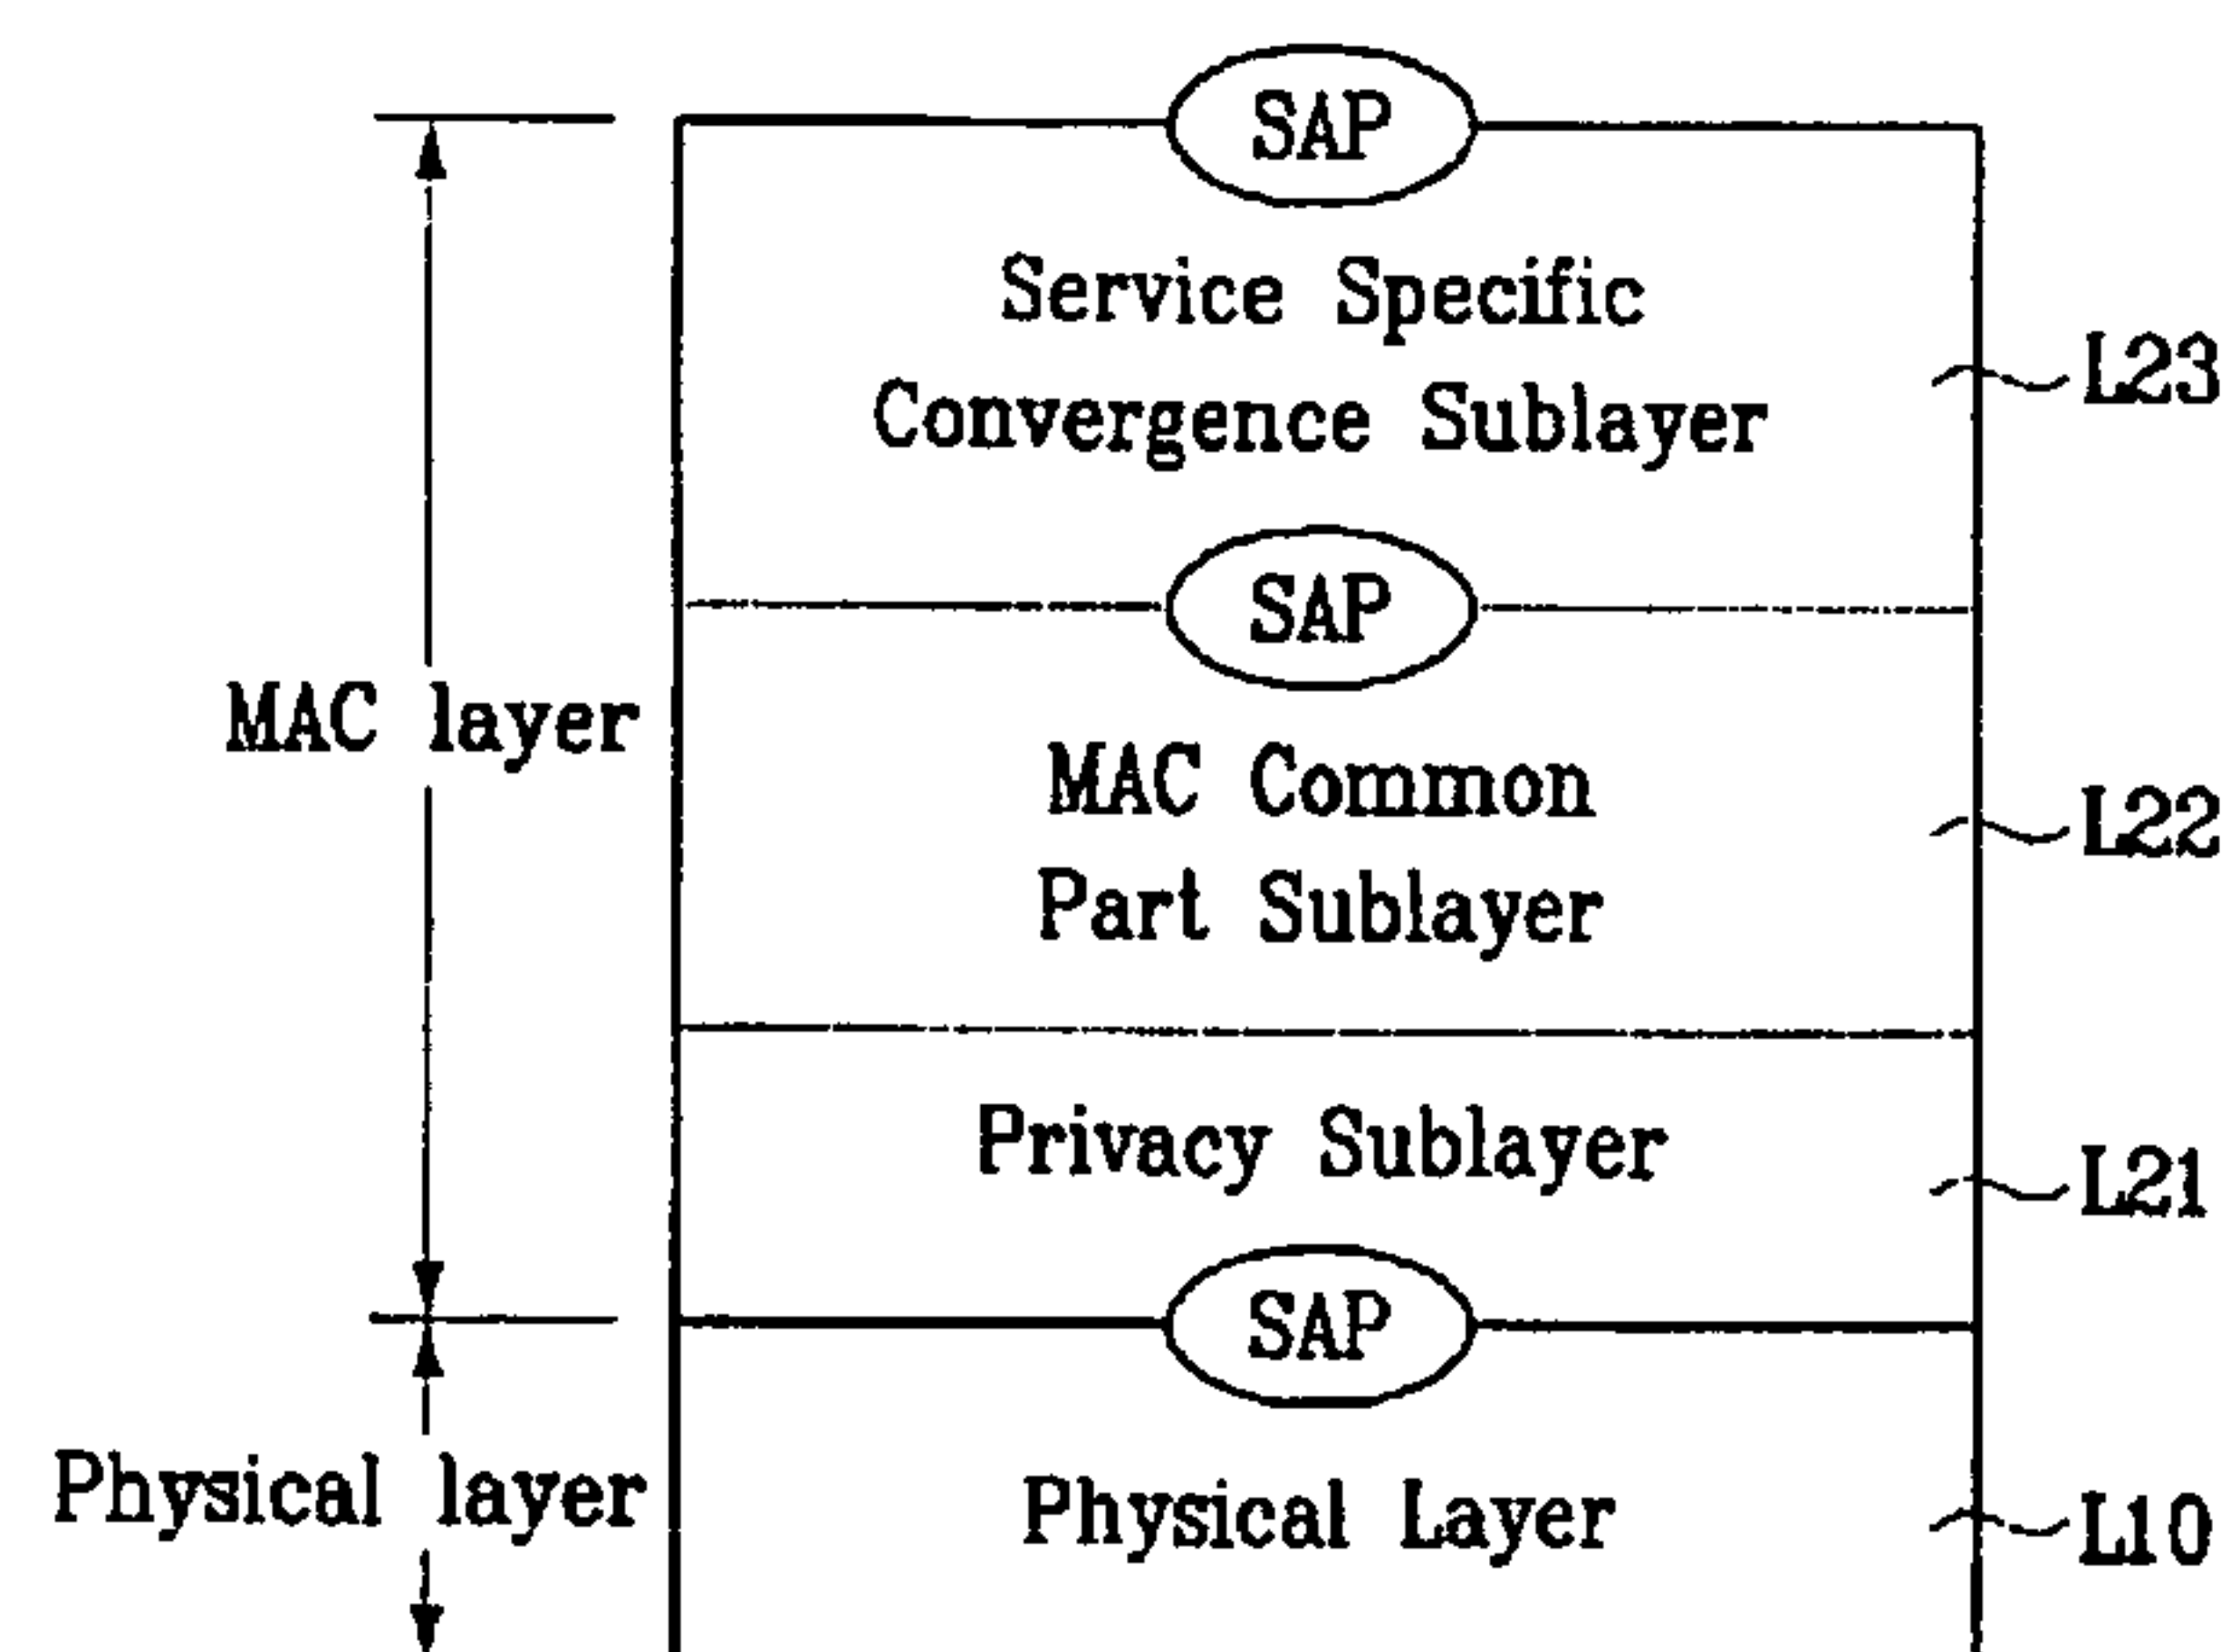 SAP
Service Specific
Convergence Sublayer
L23
SAP
MAC layer
MAC Common
Part Sublayer
L22
Privacy Sublayer
L21
SAP
Physical layer
Physical Layer
L10